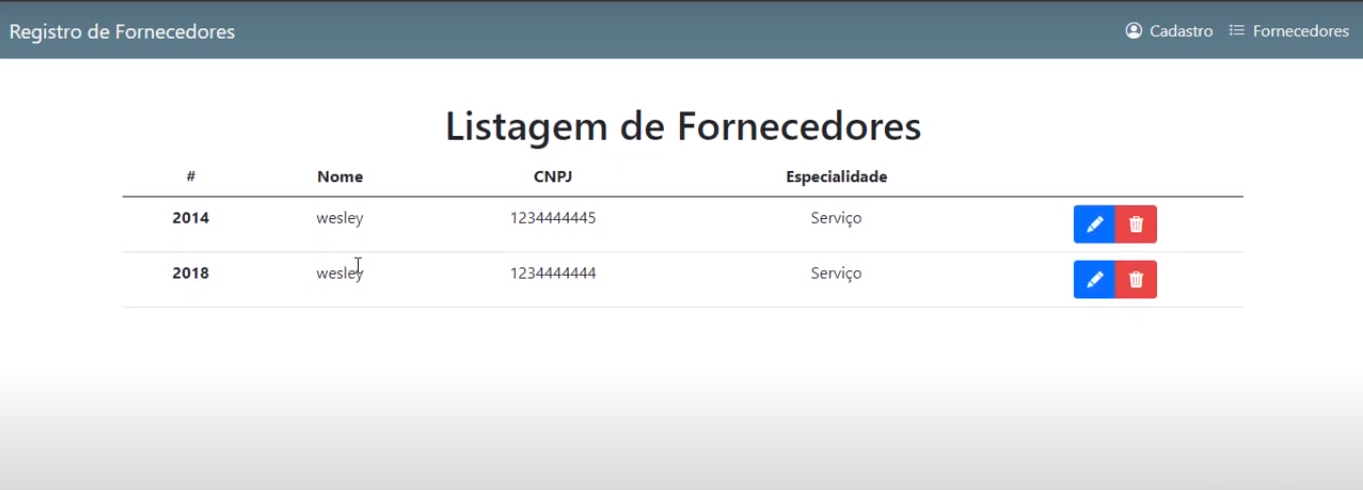 Registro de Fornecedores Cadastro Fornecedores
Listagem de Fornecedores
# Nome CNPJ Especialidade
2014 wesley 1234444445 Serviço
2018 wesley 1234444444 Serviço